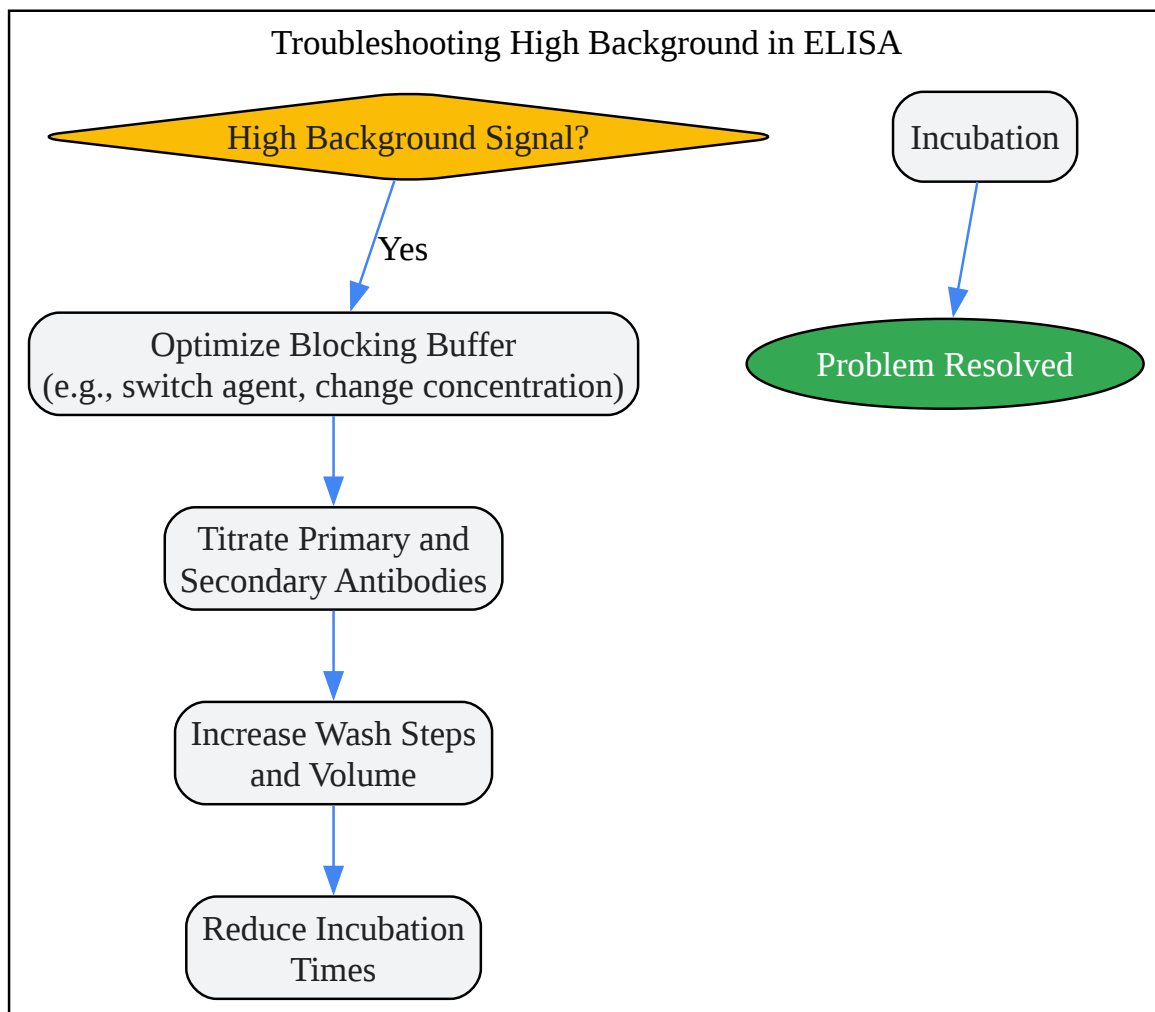 Troubleshooting High Background in ELISA
High Background Signal?
Incubation
Yes
Optimize Blocking Buffer
(e.g., switch agent, change concentration)
Problem Resolved
Titrate Primary and
Secondary Antibodies
Increase Wash Steps
and Volume
Reduce Incubation
Times